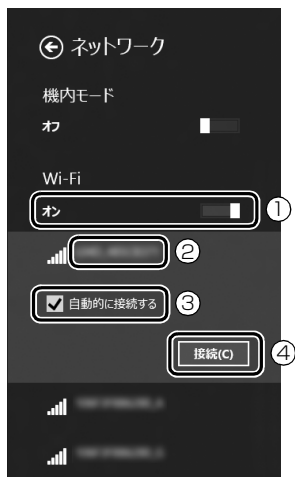 ネットワーク
機内モード
オフ
Wi-Fi
オン
①
②
自動的に接続する
③
接続(C)
④